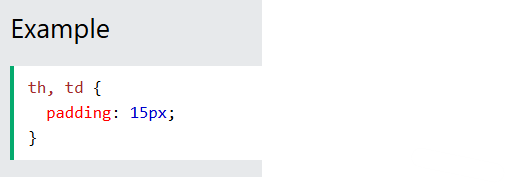 Example
th, td {
  padding: 15px;
}